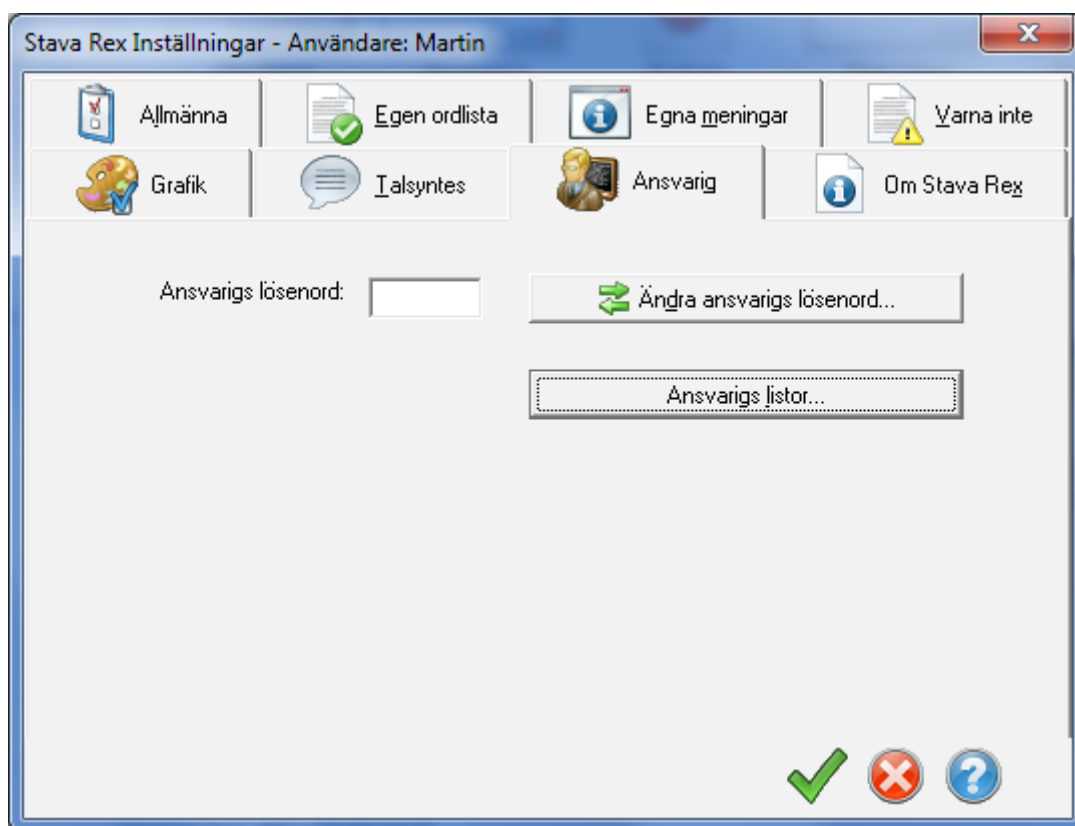 Stava Rex Inställningar - Användare: Martin
x
Allmänna
Egen ordlista
Egna meningar
Varna inte
Grafik
Talsyntes
Ansvarig
Om Stava Rex
Ansvarigs lösenord:
Ändra ansvarigs lösenord...
Ansvarigs listor...
?